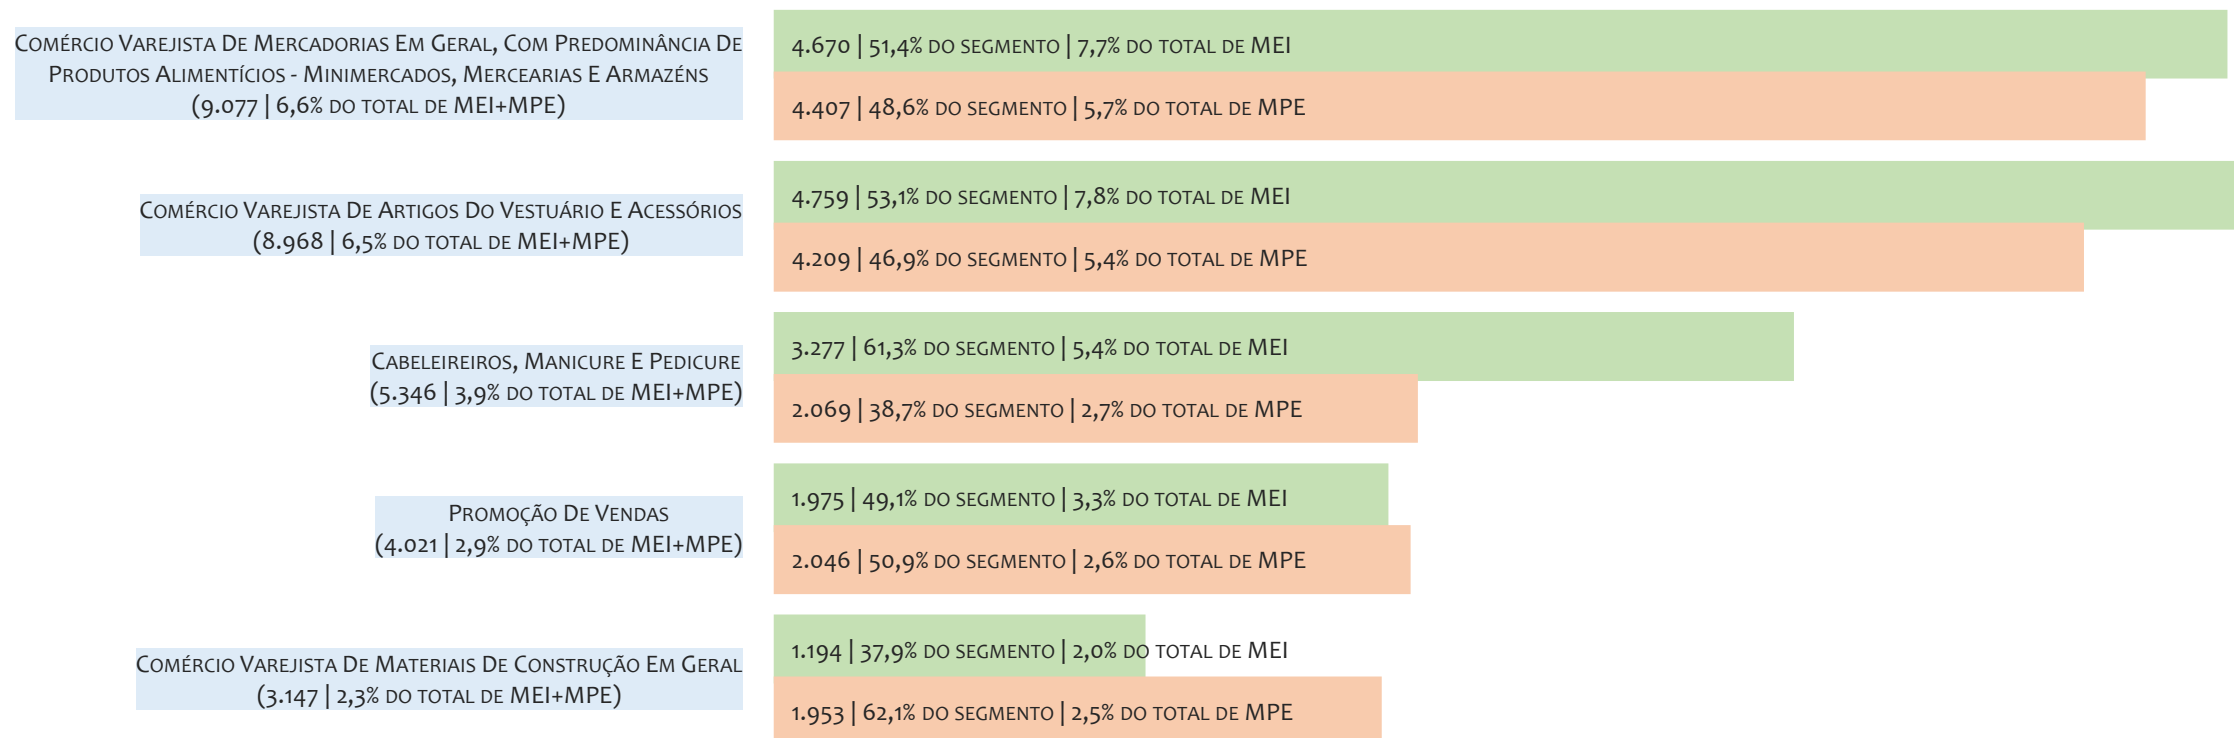 Comércio Varejista De Mercadorias Em Geral, Com Predominância De
Produtos Alimentícios - Minimercados, Mercearias E Armazéns
(9.077 | 6,6% do total de MEI+MPE)
4.670 | 51,4% do segmento | 7,7% do total de MEI
4.407 | 48,6% do segmento | 5,7% do total de MPE
Comércio Varejista De Artigos Do Vestuário E Acessórios
(8.968 | 6,5% do total de MEI+MPE)
4.759 | 53,1% do segmento | 7,8% do total de MEI
4.209 | 46,9% do segmento | 5,4% do total de MPE
Cabeleireiros, Manicure E Pedicure
(5.346 | 3,9% do total de MEI+MPE)
3.277 | 61,3% do segmento | 5,4% do total de MEI
2.069 | 38,7% do segmento | 2,7% do total de MPE
Promoção De Vendas
(4.021 | 2,9% do total de MEI+MPE)
1.975 | 49,1% do segmento | 3,3% do total de MEI
2.046 | 50,9% do segmento | 2,6% do total de MPE
Comércio Varejista De Materiais De Construção Em Geral
(3.147 | 2,3% do total de MEI+MPE)
1.194 | 37,9% do segmento | 2,0% do total de MEI
1.953 | 62,1% do segmento | 2,5% do total de MPE